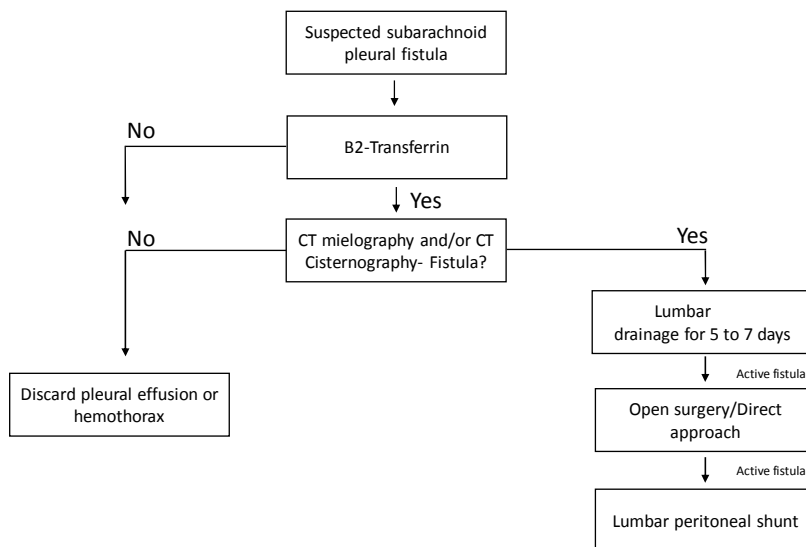 Suspected subarachnoid
pleural fistula
No
B2-Transferrin
Yes
No
CT mielography and/or CT
Cisternography- Fistula?
Yes
Lumbar
drainage for 5 to 7 days
Active fistula
Discard pleural effusion or
hemothorax
Open surgery/Direct
approach
Active fistula
Lumbar peritoneal shunt